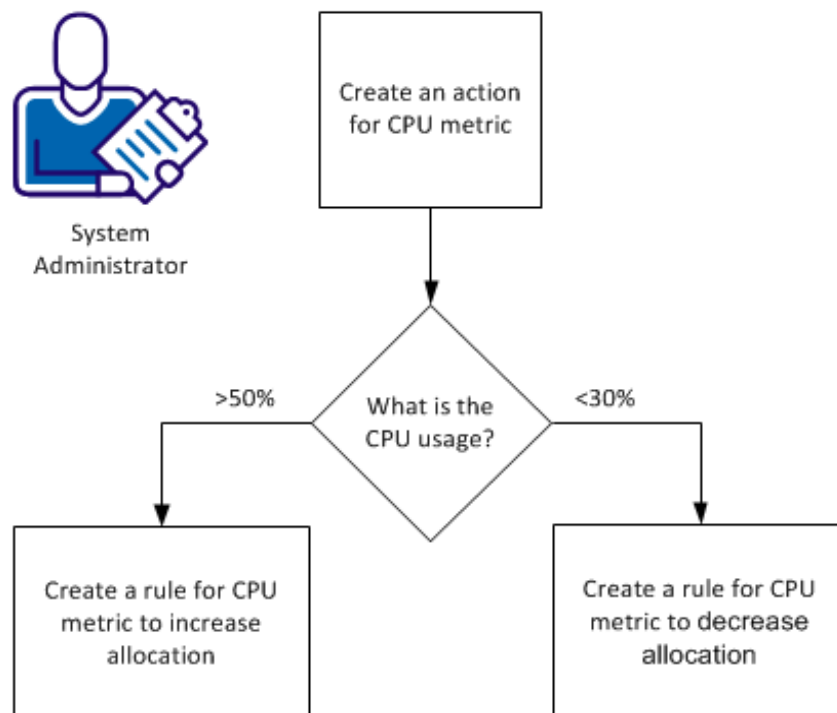 Create an action
for CPU metric
System
Administrator
>50%
What is the
CPU usage?
<30%
Create a rule for CPU
metric to increase
allocation
Create a rule for CPU
metric to decrease
allocation